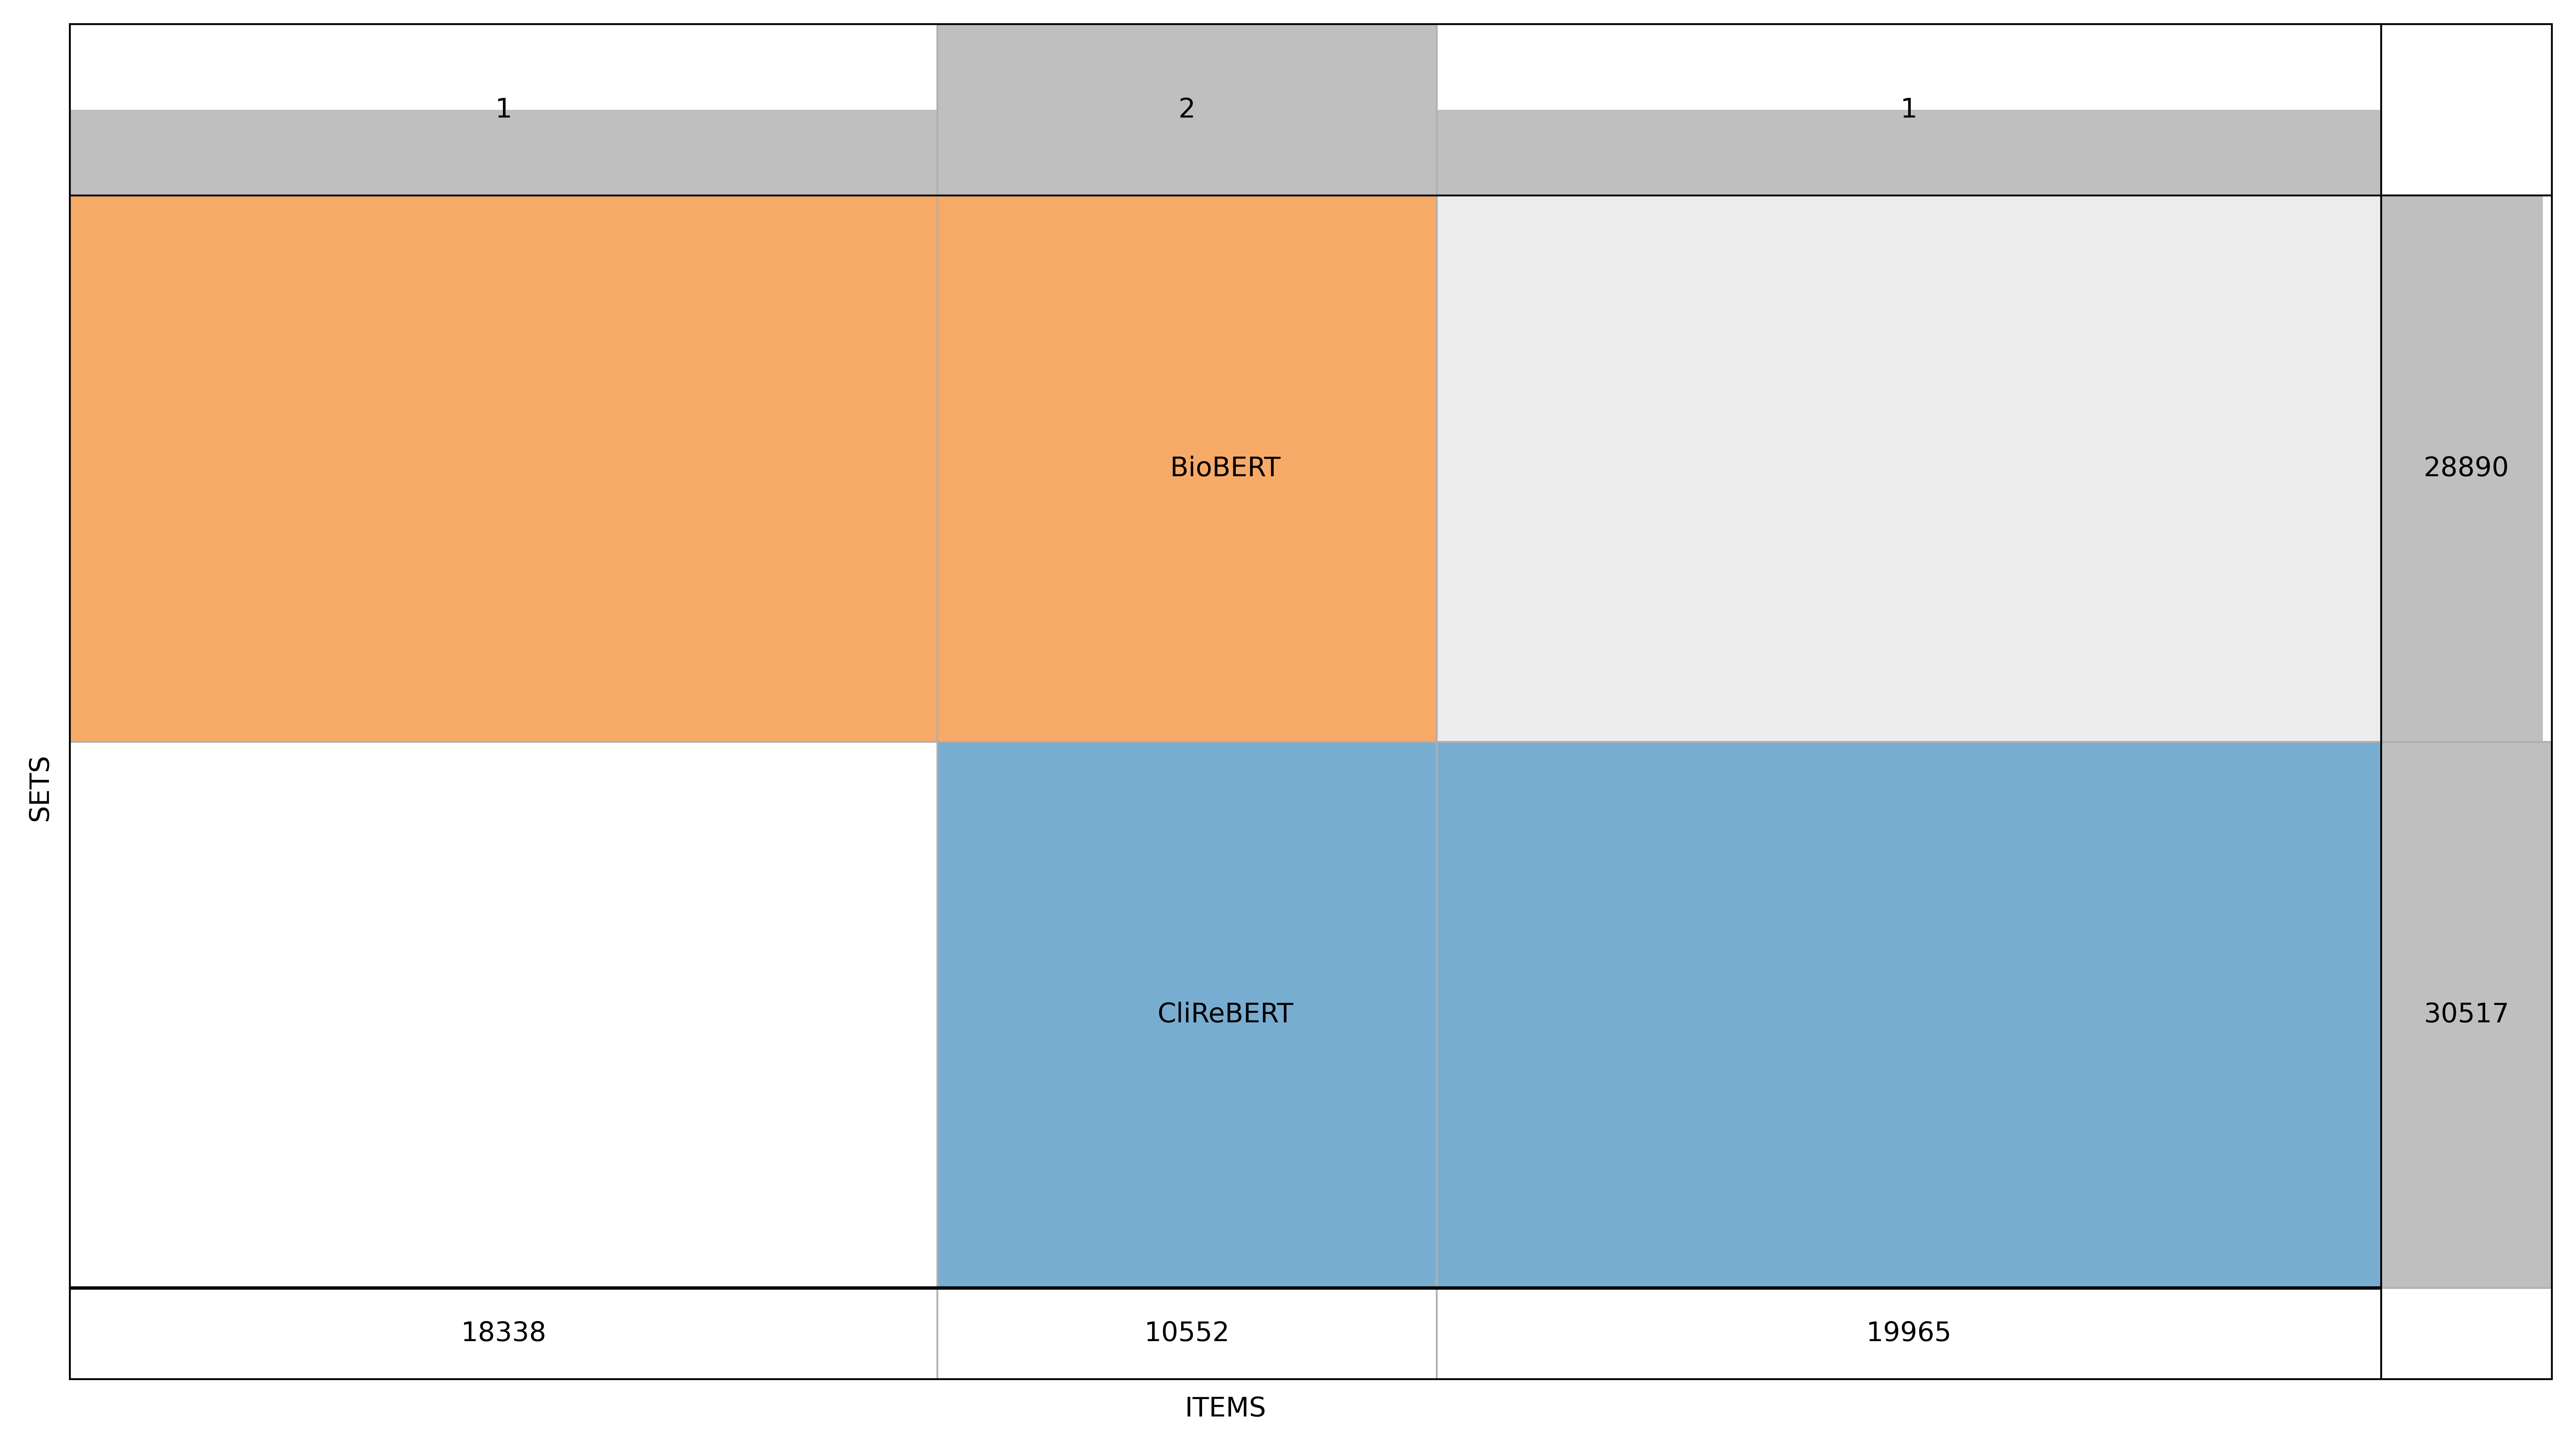 1 2 1
BioBERT 28890
SETS
CliReBERT 30517
18338 10552 19965
ITEMS